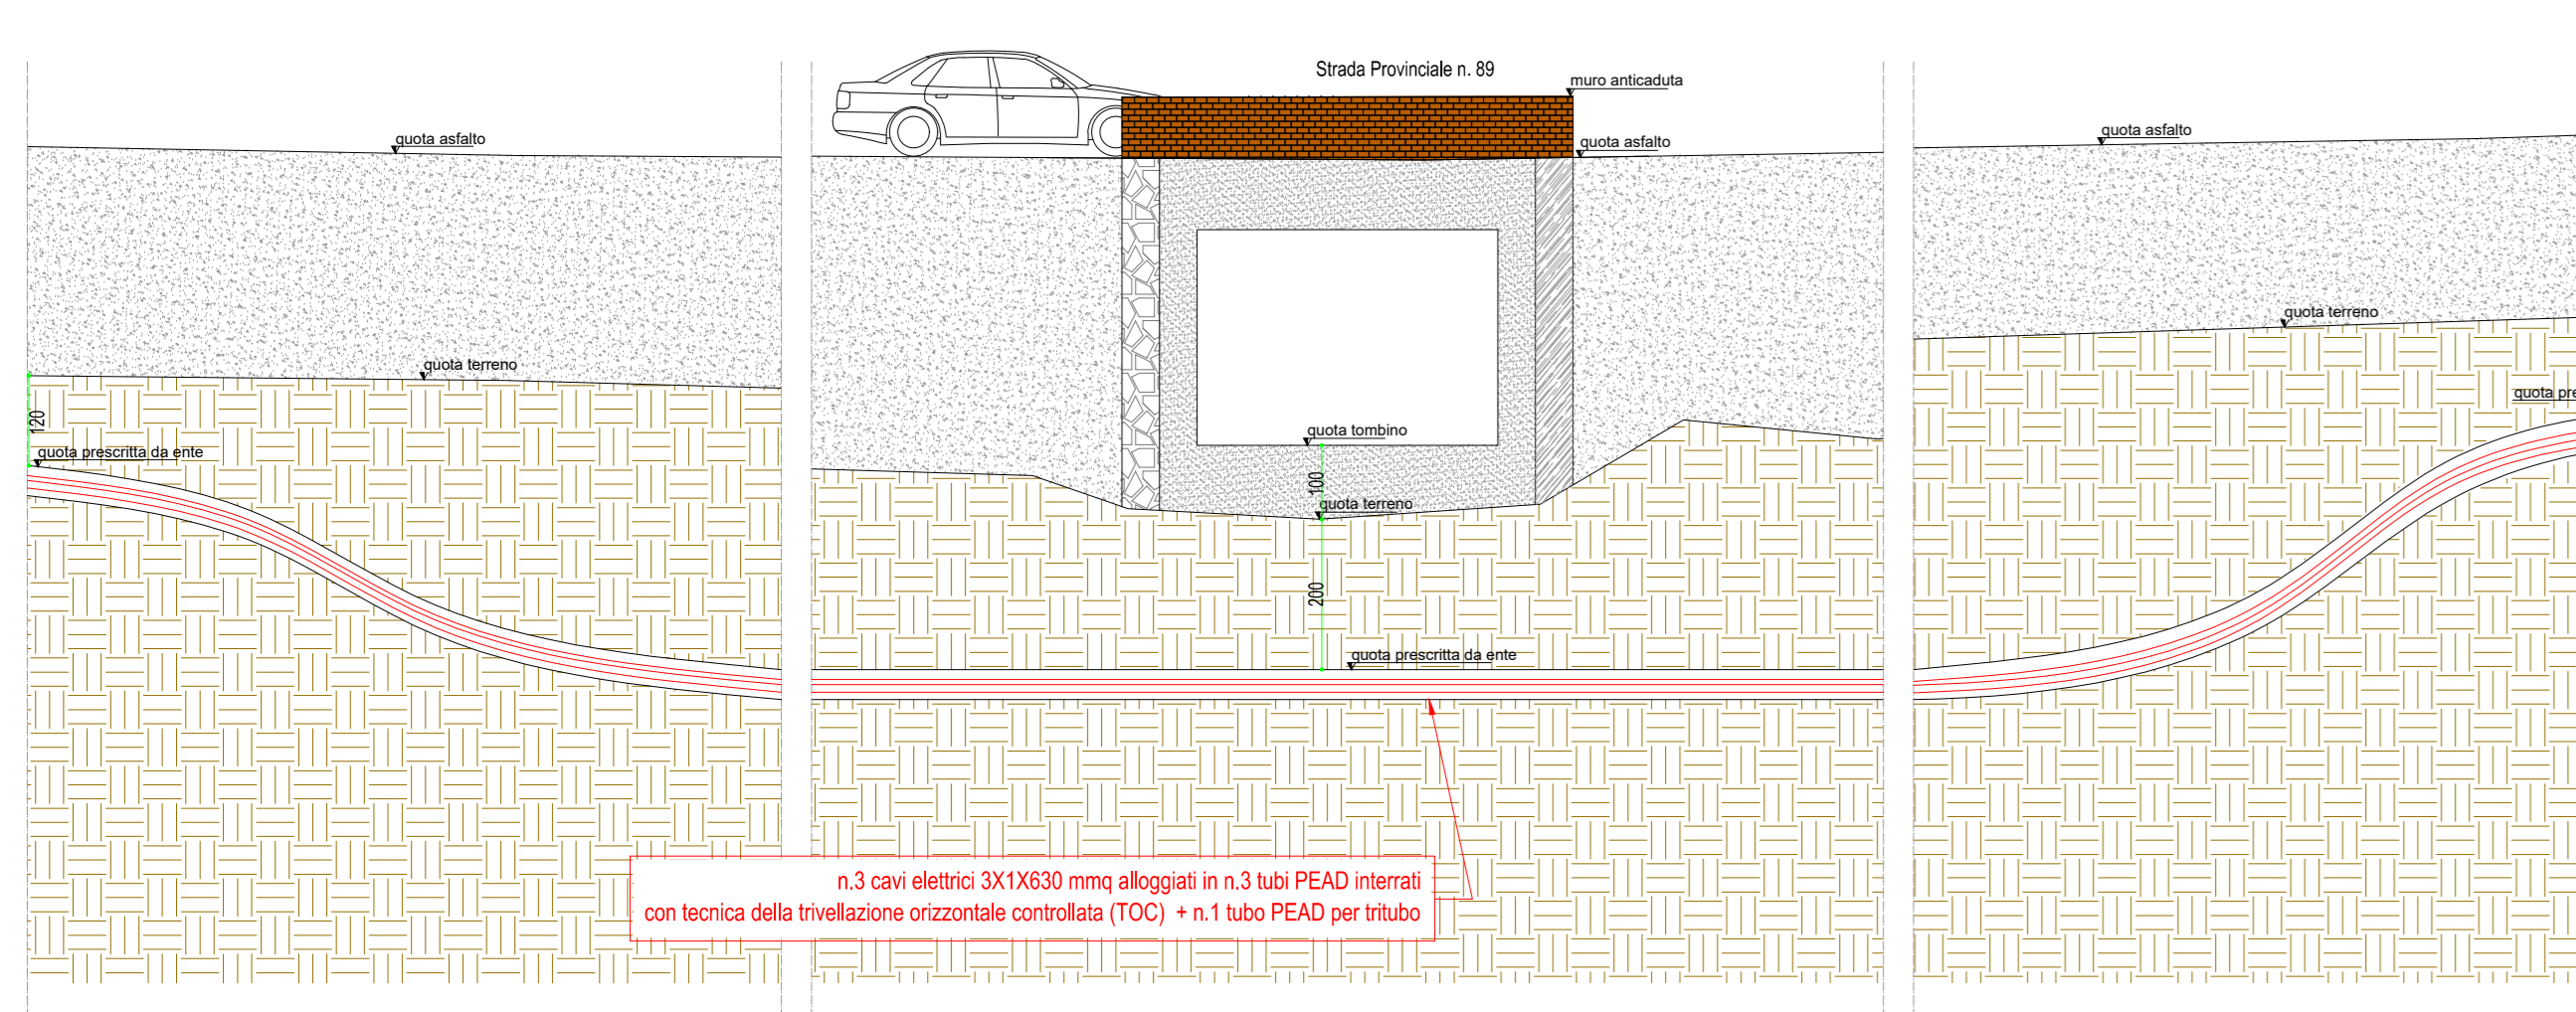 Strada Provinciale n. 89
muro anticaduta
quota asfalto
quota asfalto
quota asfalto
quota terreno
quota terreno
120
quota prescritta da ente
quota pre
quota tombino
100
quota terreno
200
quota prescritta da ente
n.3 cavi elettrici 3X1X630 mmq alloggiati in n.3 tubi PEAD interrati
con tecnica della trivellazione orizzontale controllata (TOC) + n.1 tubo PEAD per tritubo